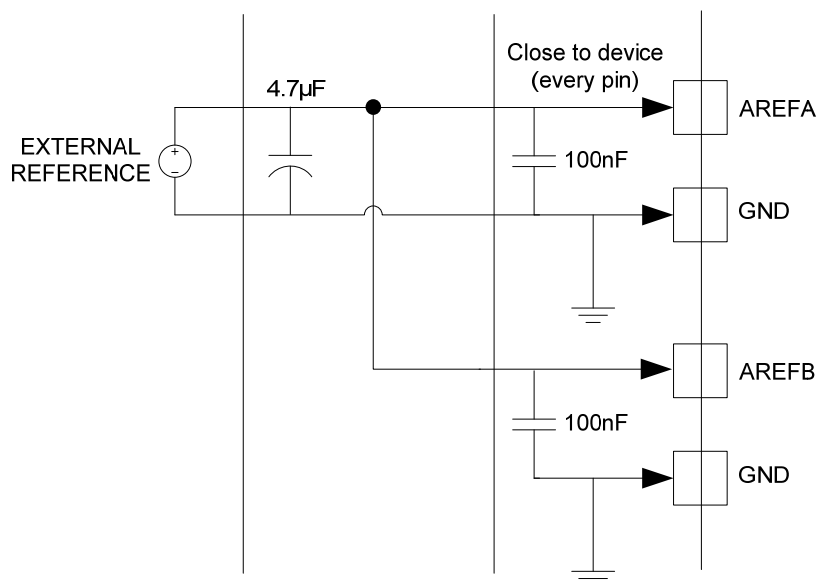 Close to device
(every pin)
4.7µF
AREFA
EXTERNAL
REFERENCE
+
−
100nF
GND
AREFB
100nF
GND